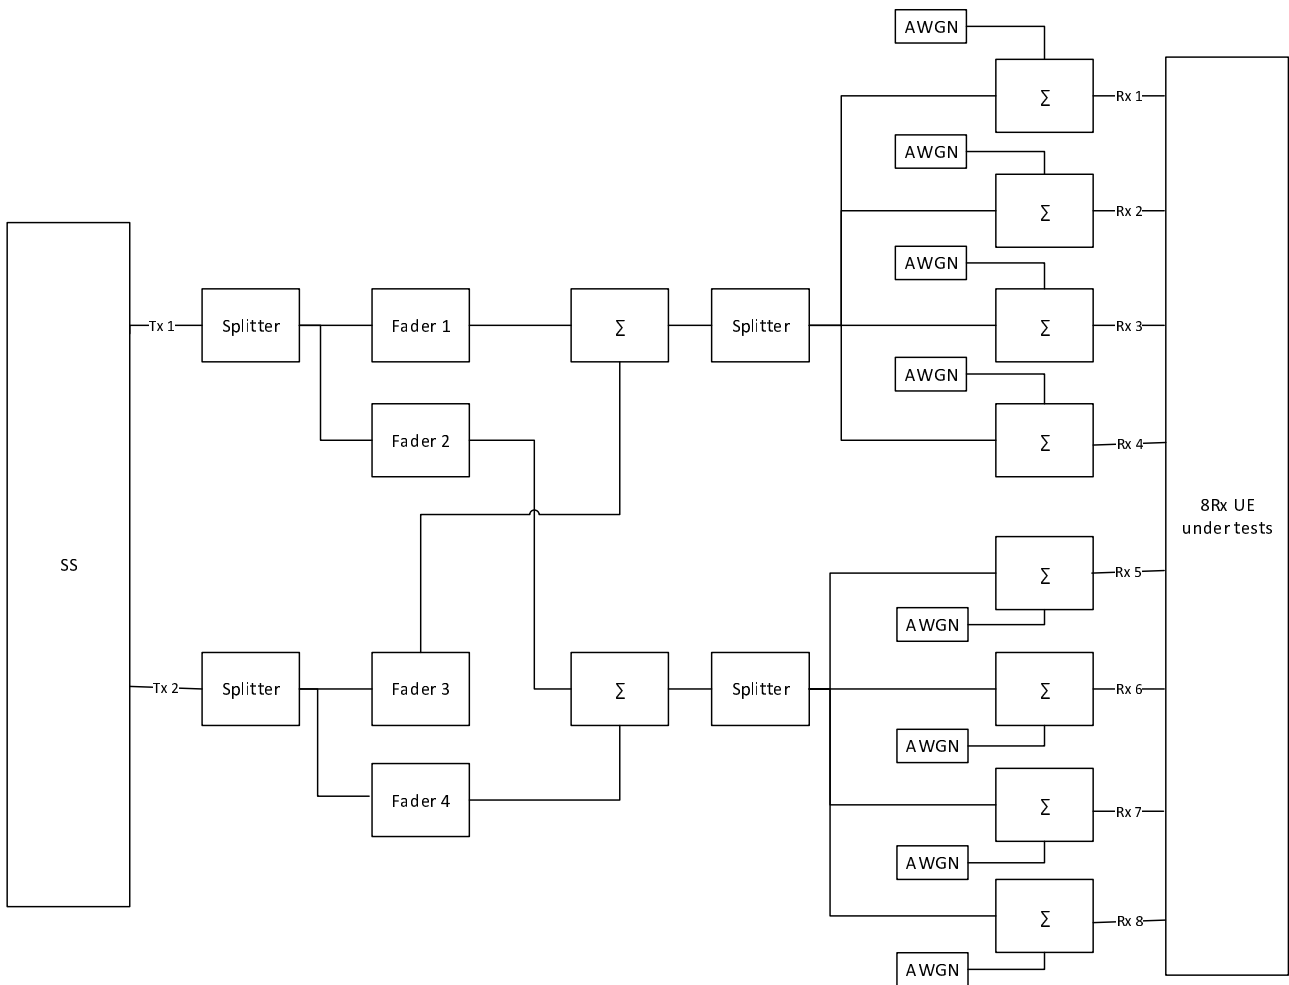 AWGN
∑
Rx 1
AWGN
∑
Rx 2
AWGN
∑
Rx 3
AWGN
∑
Rx 4
Tx 1
Splitter
Fader 1
∑
Splitter
Fader 2
8Rx UE
under tests
SS
∑
Rx 5
AWGN
Tx 2
Splitter
Fader 3
∑
Splitter
∑
Rx 6
AWGN
Fader 4
∑
Rx 7
AWGN
∑
Rx 8
AWGN